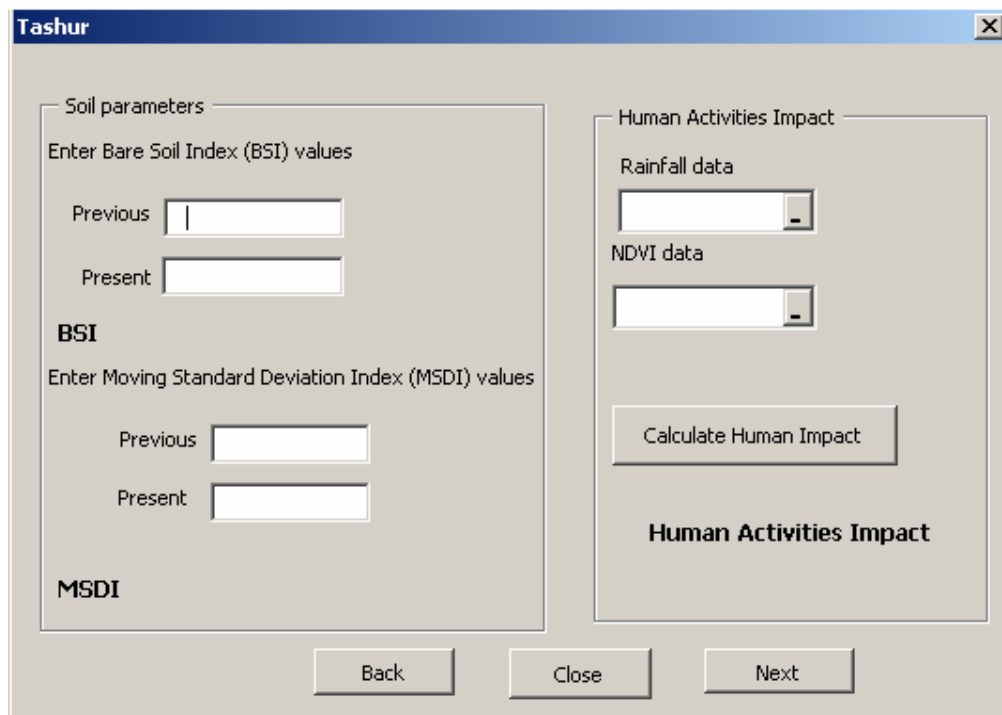 Tashur
Soil parameters
Enter Bare Soil Index (BSI) values
Previous
Present
BSI
Enter Moving Standard Deviation Index (MSDI) values
Previous
Present
MSDI
Human Activities Impact
Rainfall data
NDVI data
Calculate Human Impact
Human Activities Impact
Back
Close
Next